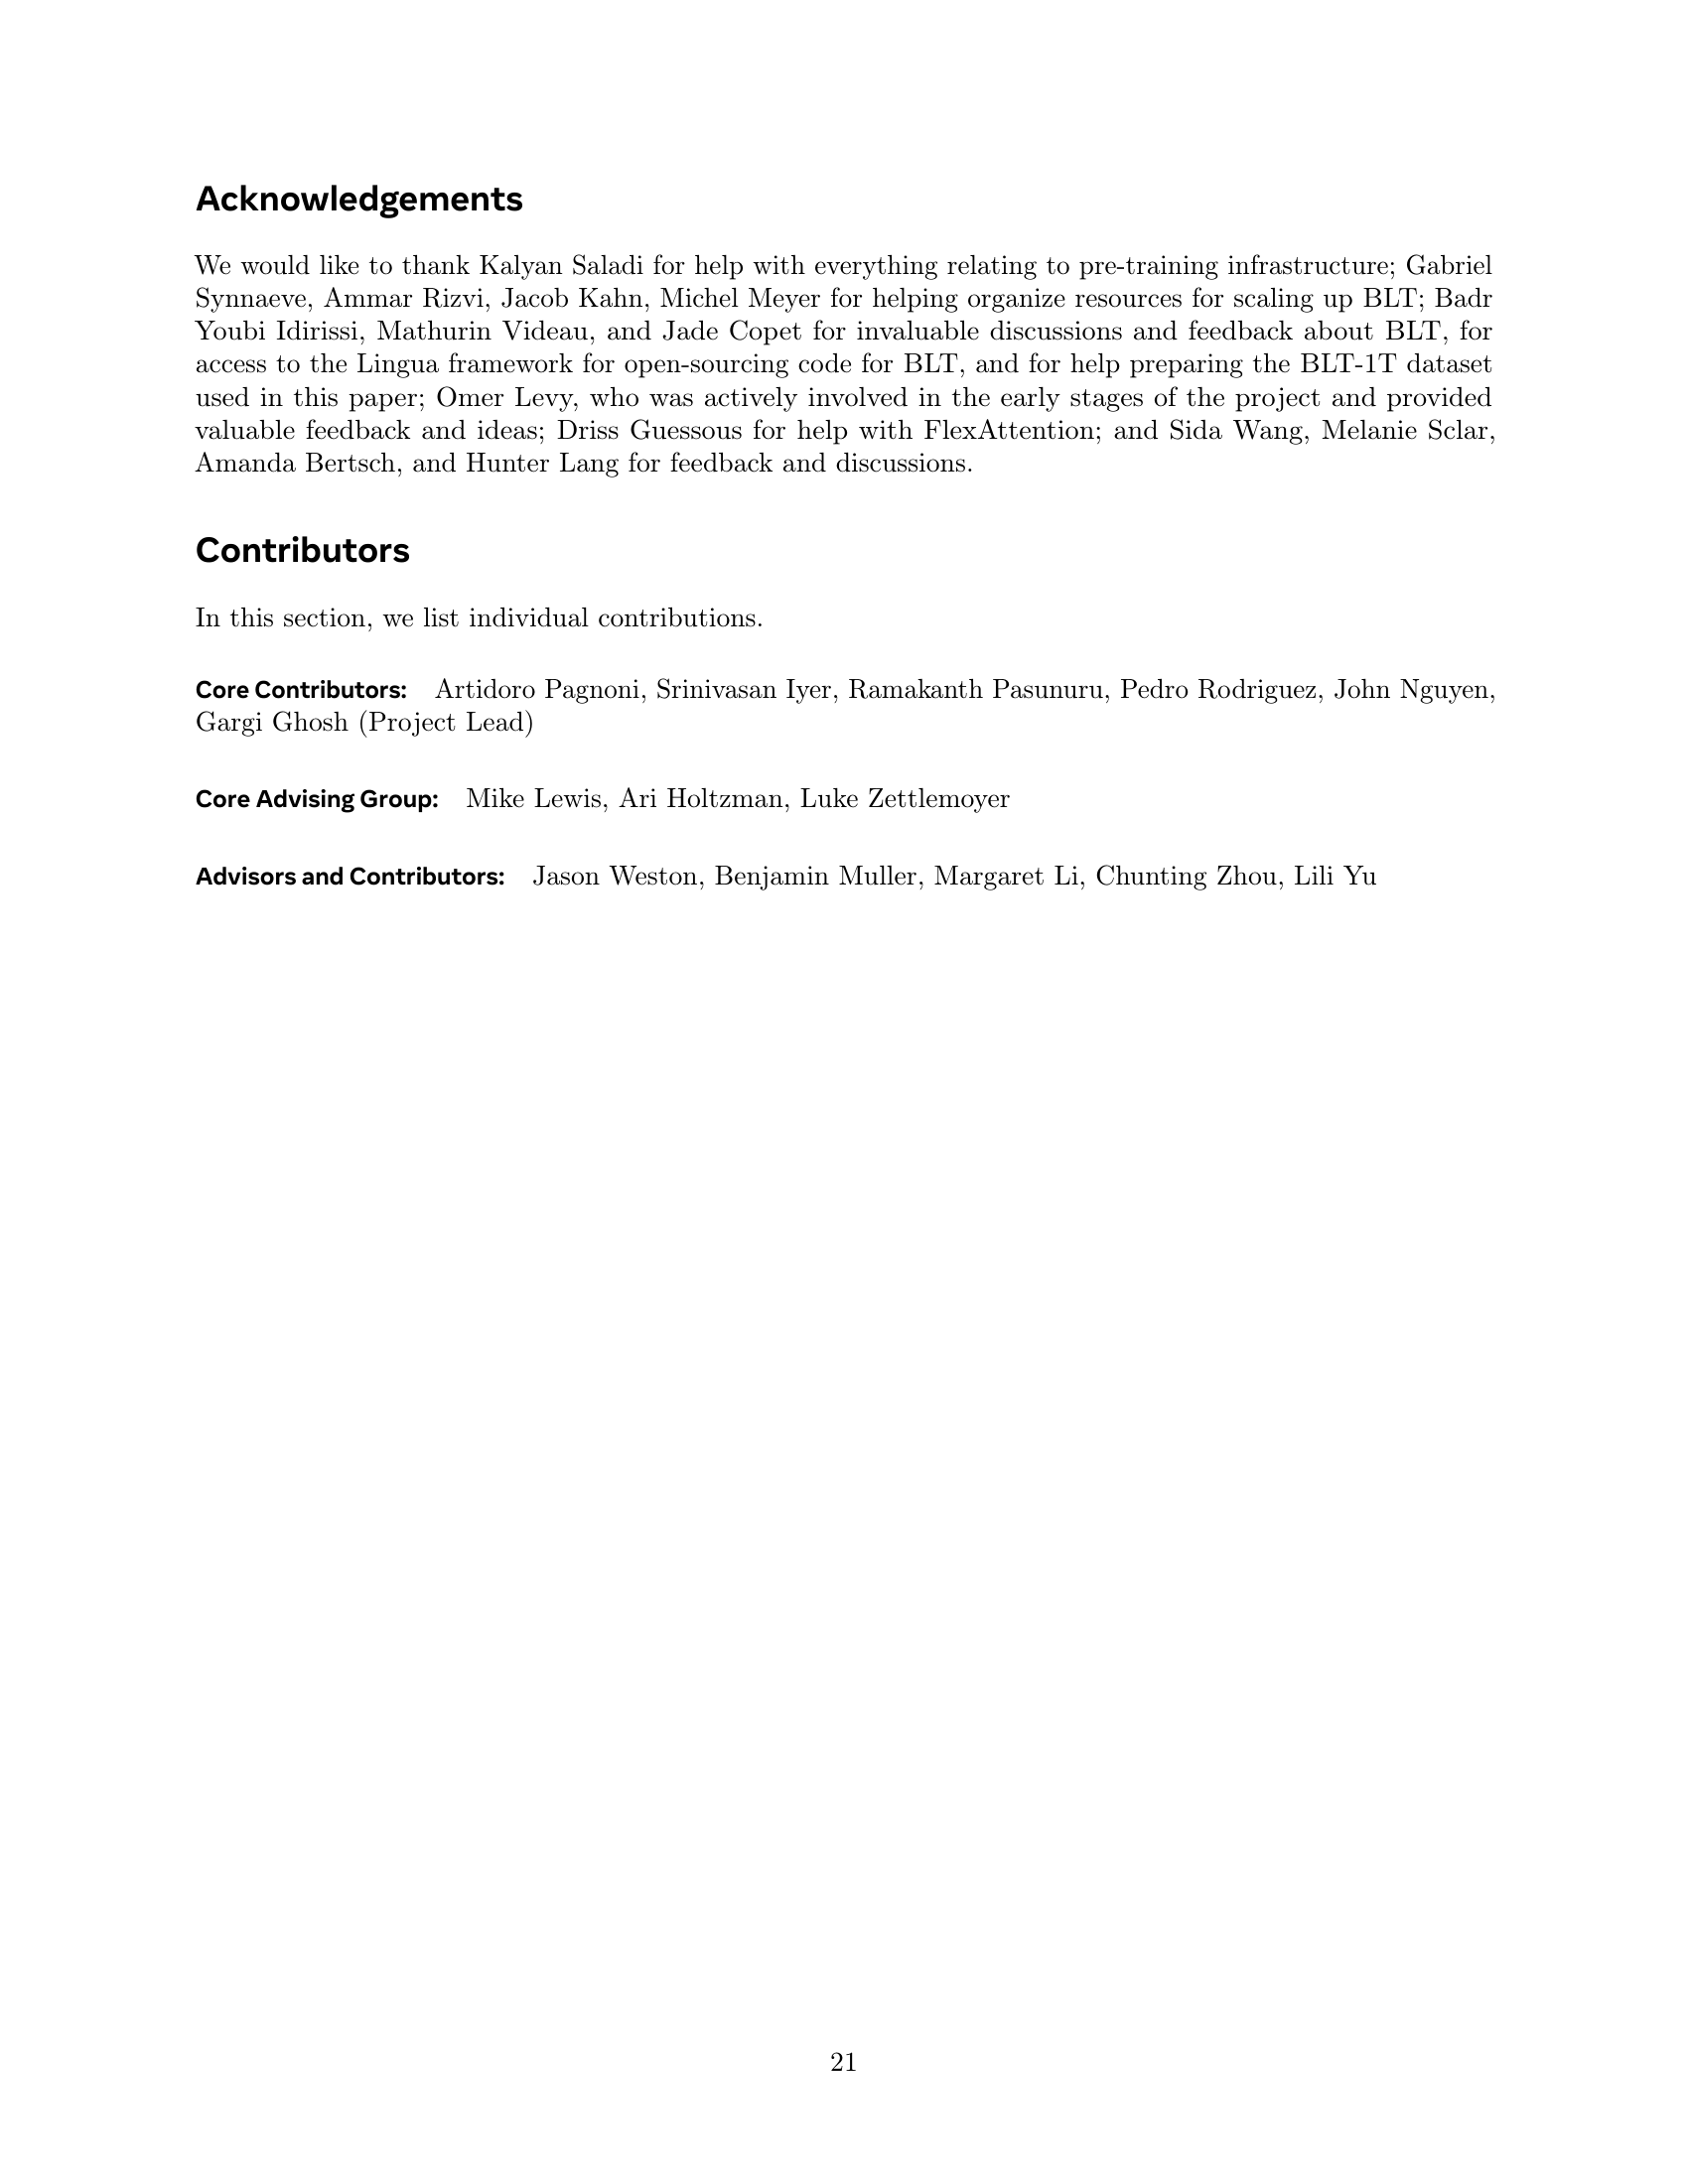 Acknowledgements
We would like to thank Kalyan Saladi for help with everything relating to pre-training infrastructure; Gabriel
Synnaeve, Ammar Rizvi, Jacob Kahn, Michel Meyer for helping organize resources for scaling up BLT; Badr
Youbi Idirissi, Mathurin Videau, and Jade Copet for invaluable discussions and feedback about BLT, for
access to the Lingua framework for open-sourcing code for BLT, and for help preparing the BLT-1T dataset
used in this paper; Omer Levy, who was actively involved in the early stages of the project and provided
valuable feedback and ideas; Driss Guessous for help with FlexAttention; and Sida Wang, Melanie Sclar,
Amanda Bertsch, and Hunter Lang for feedback and discussions.
Contributors
In this section, we list individual contributions.
Core Contributors: Artidoro Pagnoni, Srinivasan Iyer, Ramakanth Pasunuru, Pedro Rodriguez, John Nguyen,
Gargi Ghosh (Project Lead)
Core Advising Group: Mike Lewis, Ari Holtzman, Luke Zettlemoyer
Advisors and Contributors: Jason Weston, Benjamin Muller, Margaret Li, Chunting Zhou, Lili Yu
21